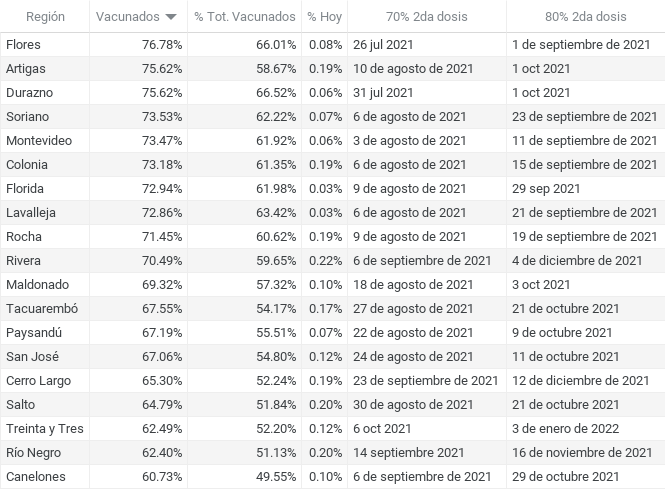 Región Vacunados % Tot. Vacunados % Hoy 70% 2da dosis 80% 2da dosis
Flores 76.78% 66.01% 0.08% 26 jul 2021 1 de septiembre de 2021
Artigas 75.62% 58.67% 0.19% 10 de agosto de 2021 1 oct 2021
Durazno 75.62% 66.52% 0.06% 31 jul 2021 1 oct 2021
Soriano 73.53% 62.22% 0.07% 6 de agosto de 2021 23 de septiembre de 2021
Montevideo 73.47% 61.92% 0.06% 3 de agosto de 2021 11 de septiembre de 2021
Colonia 73.18% 61.35% 0.19% 6 de agosto de 2021 15 de septiembre de 2021
Florida 72.94% 61.98% 0.03% 9 de agosto de 2021 29 sep 2021
Lavalleja 72.86% 63.42% 0.03% 6 de agosto de 2021 21 de septiembre de 2021
Rocha 71.45% 60.62% 0.19% 9 de agosto de 2021 19 de septiembre de 2021
Rivera 70.49% 59.65% 0.22% 6 de septiembre de 2021 4 de diciembre de 2021
Maldonado 69.32% 57.32% 0.10% 18 de agosto de 2021 3 oct 2021
Tacuarembó 67.55% 54.17% 0.17% 27 de agosto de 2021 21 de octubre 2021
Paysandú 67.19% 55.51% 0.07% 22 de agosto de 2021 9 de octubre 2021
San José 67.06% 54.80% 0.12% 24 de agosto de 2021 11 de octubre 2021
Cerro Largo 65.30% 52.24% 0.19% 23 de septiembre de 2021 12 de diciembre de 2021
Salto 64.79% 51.84% 0.20% 30 de agosto de 2021 21 de octubre 2021
Treinta y Tres 62.49% 52.20% 0.12% 6 oct 2021 3 de enero de 2022
Río Negro 62.40% 51.13% 0.20% 14 septiembre 2021 16 de noviembre de 2021
Canelones 60.73% 49.55% 0.10% 6 de septiembre de 2021 29 de octubre 2021